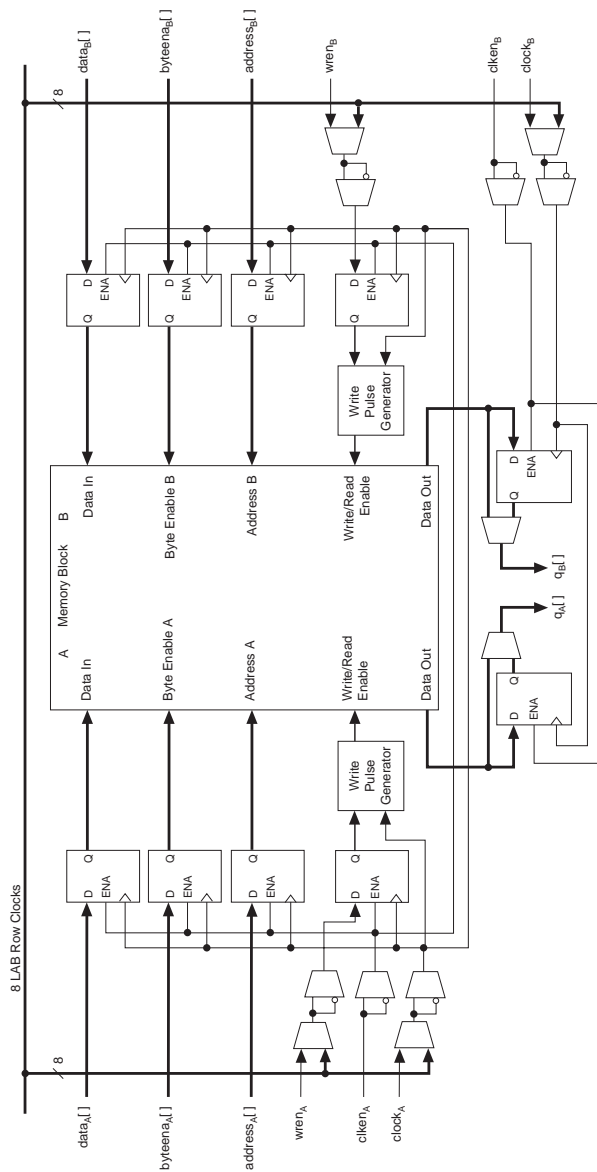 8 LAB Row Clocks
8
8
data_A[ ]
byteena_A[ ]
address_A[ ]
wren_A
clken_A
clock_A
D
Q
ENA
D
Q
ENA
D
Q
ENA
D
Q
ENA
Write
Pulse
Generator
A Memory Block B
Data In
Byte Enable A
Address A
Write/Read
Enable
Data Out
Data In
Byte Enable B
Address B
Write/Read
Enable
Data Out
Write
Pulse
Generator
Q
D
ENA
Q
D
ENA
Q
D
ENA
Q
D
ENA
data_B[ ]
byteena_B[ ]
address_B[ ]
wren_B
clken_B
clock_B
D
Q
ENA
q_A[ ]
q_B[ ]
Q
D
ENA